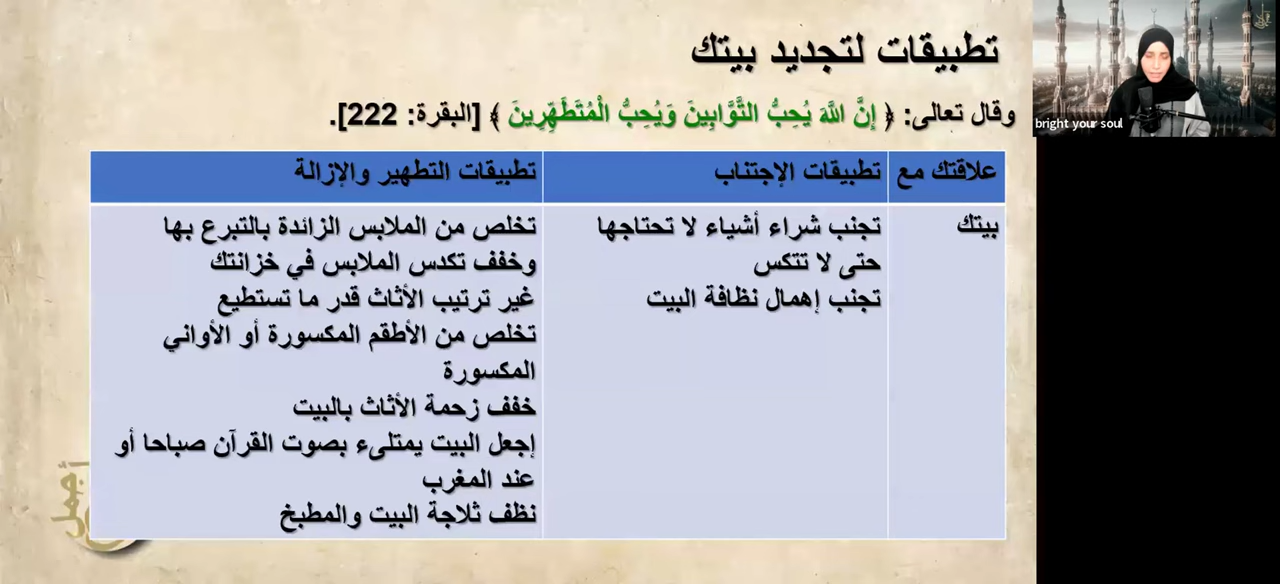 تطبيقات لتجديد بيتك
وقال تعالى: ﴿ إِنَّ اللَّهَ يُحِبُّ التَّوَّابِينَ وَيُحِبُّ الْمُتَطَهِّرِينَ ﴾ [البقرة: 222].
bright your soul
علاقتك مع
تطبيقات الإجتناب
تطبيقات التطهير والإزالة
بيتك
تجنب شراء أشياء لا تحتاجها
حتى لا تتكس
تجنب إهمال نظافة البيت
تخلص من الملابس الزائدة بالتبرع بها
وخفف تكدس الملابس في خزانتك
غير ترتيب الأثاث قدر ما تستطيع
تخلص من الأطقم المكسورة أو الأواني
المكسورة
خفف زحمة الأثاث بالبيت
إجعل البيت يمتلىء بصوت القرآن صباحا أو
عند المغرب
نظف ثلاجة البيت والمطبخ
أجمل